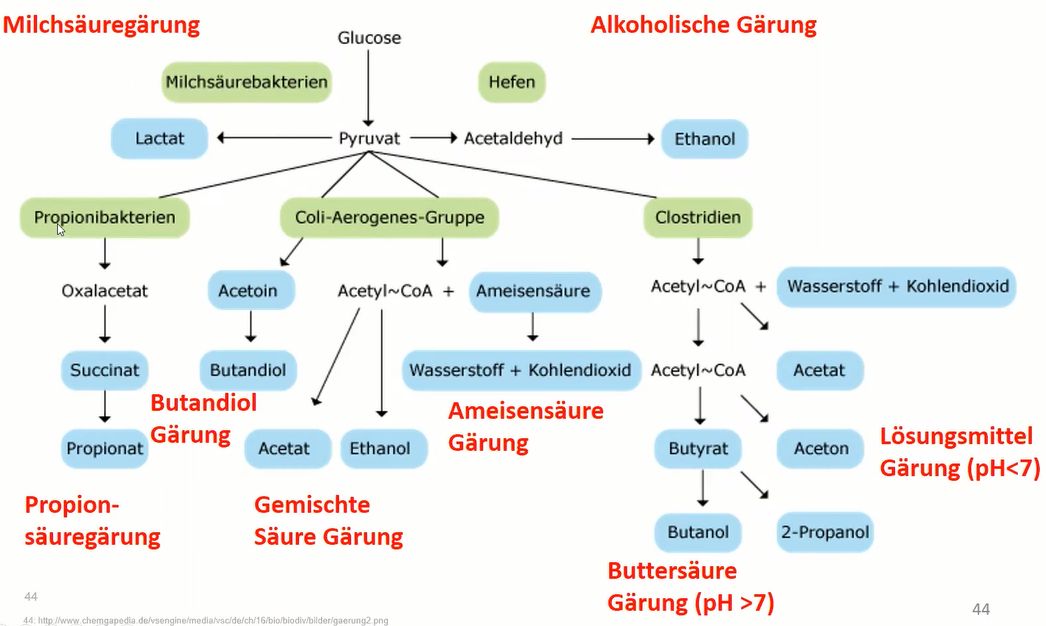 Milchsäuregärung
Alkoholische Gärung
Glucose
Milchsäurebakterien
Hefen
Lactat
Pyruvat
Acetaldehyd
Ethanol
Propionibakterien
Coli-Aerogenes-Gruppe
Clostridien
Oxalacetat
Acetoin
Acetyl~CoA +
Ameisensäure
Acetyl~CoA +
Wasserstoff + Kohlendioxid
Succinat
Butandiol
Wasserstoff + Kohlendioxid
Acetyl~CoA
Acetat
Butandiol
Gärung
Ameisensäure
Gärung
Propionat
Acetat
Ethanol
Butyrat
Aceton
Lösungsmittel
Gärung (pH<7)
Propion-
säuregärung
Gemischte
Säure Gärung
Butanol
2-Propanol
Buttersäure
Gärung (pH >7)
44
44
44: http://www.chemgapedia.de/vsengine/media/vsc/de/ch/16/bio/biodiv/bilder/gaerung2.png